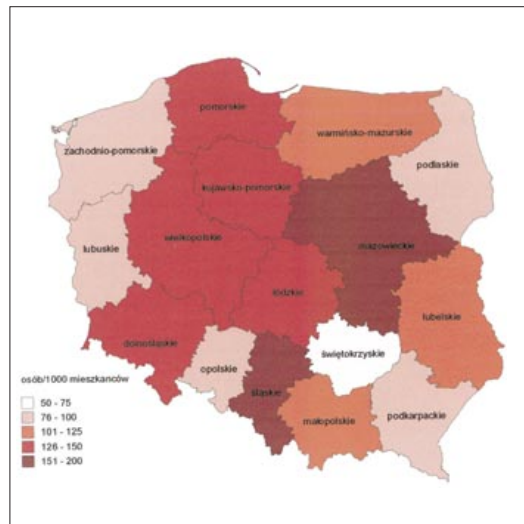 pomorskie
warmińsko-mazurskie
zachodnio-pomorskie
podlaskie
kujawsko-pomorskie
wielkopolskie
mazowieckie
lubuskie
łódzkie
lubelskie
dolnośląskie
opolskie
świętokrzyskie
śląskie
małopolskie
podkarpackie
osób/1000 mieszkańców
50 - 75
76 - 100
101 - 125
126 - 150
151 - 200